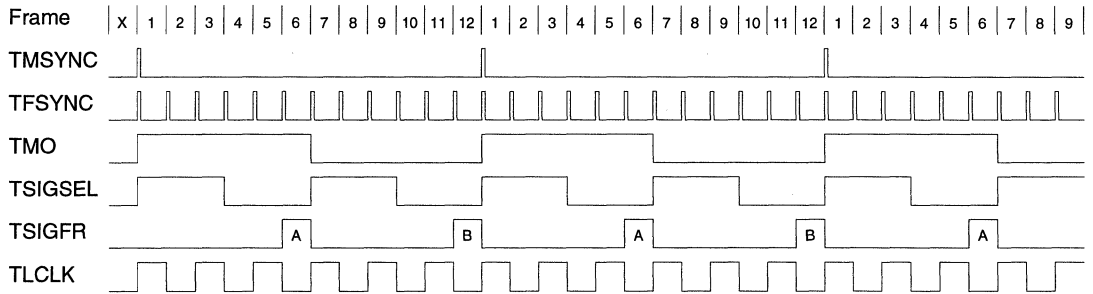 Frame X 1 2 3 4 5 6 7 8 9 10 11 12 1 2 3 4 5 6 7 8 9 10 11 12 1 2 3 4 5 6 7 8 9
TMSYNC
TFSYNC
TMO
TSIGSEL
TSIGFR A B A B A
TLCLK